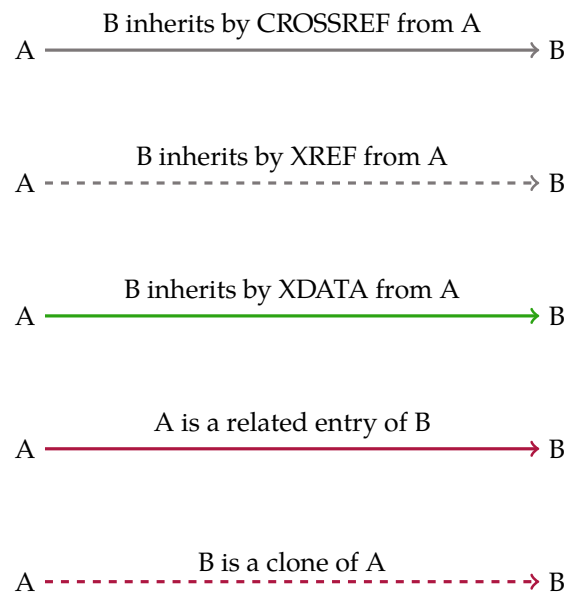 B inherits by CROSSREF from A
A B
B inherits by XREF from A
A B
B inherits by XDATA from A
A B
A is a related entry of B
A B
B is a clone of A
A B